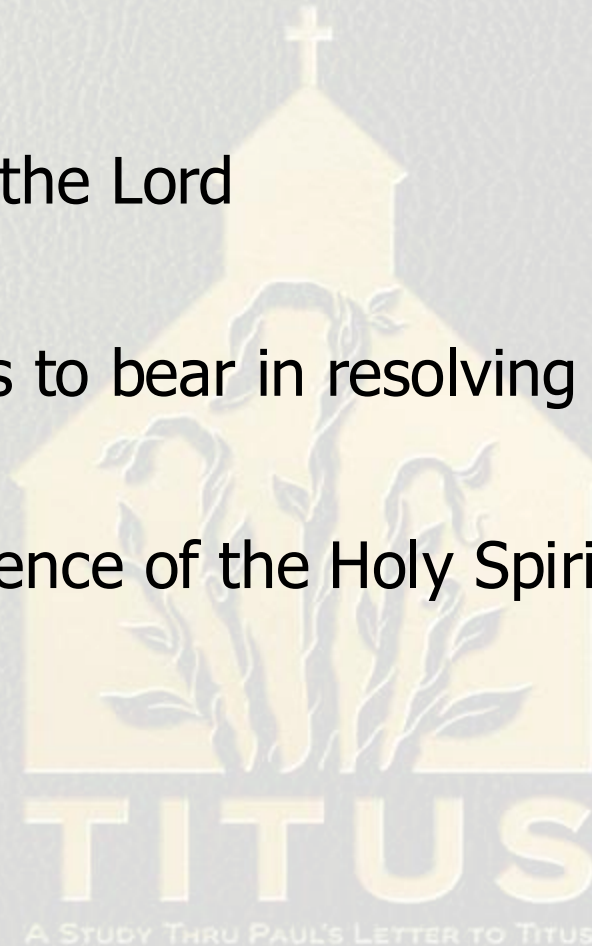 the Lord
s to bear in resolving
ence of the Holy Spiri
TITUS
A STUDY THRU PAUL'S LETTER TO TITUS